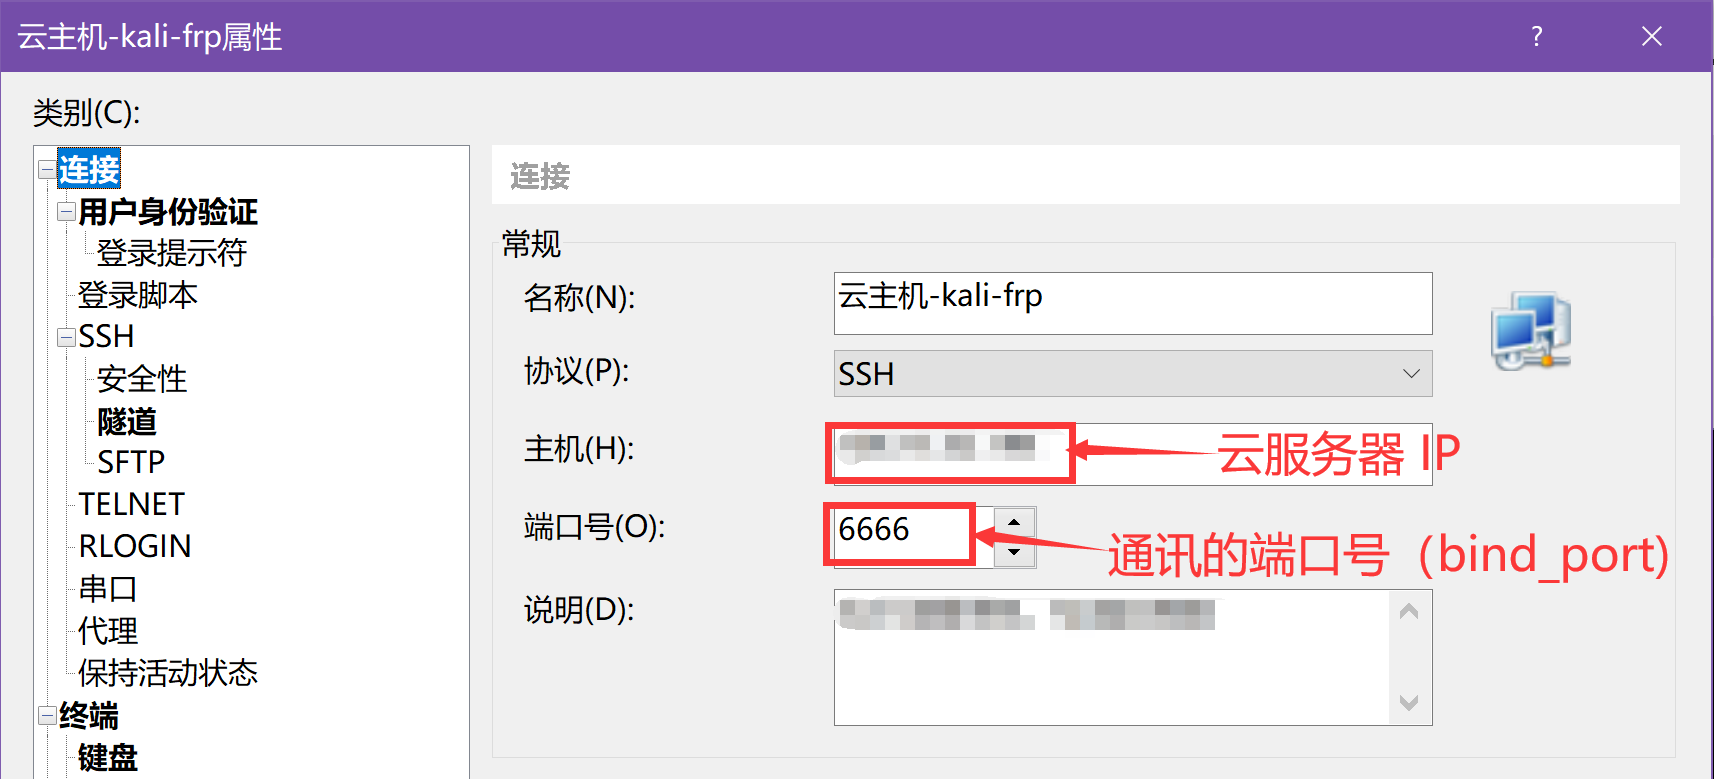 云主机-kali-frp属性
?
类别(C):
连接
用户身份验证
登录提示符
登录脚本
SSH
安全性
隧道
SFTP
TELNET
RLOGIN
串口
代理
保持活动状态
终端
键盘
连接
常规
名称(N):
云主机-kali-frp
协议(P):
SSH
主机(H):
云服务器 IP
端口号(O):
6666
通讯的端口号（bind_port)
说明(D):